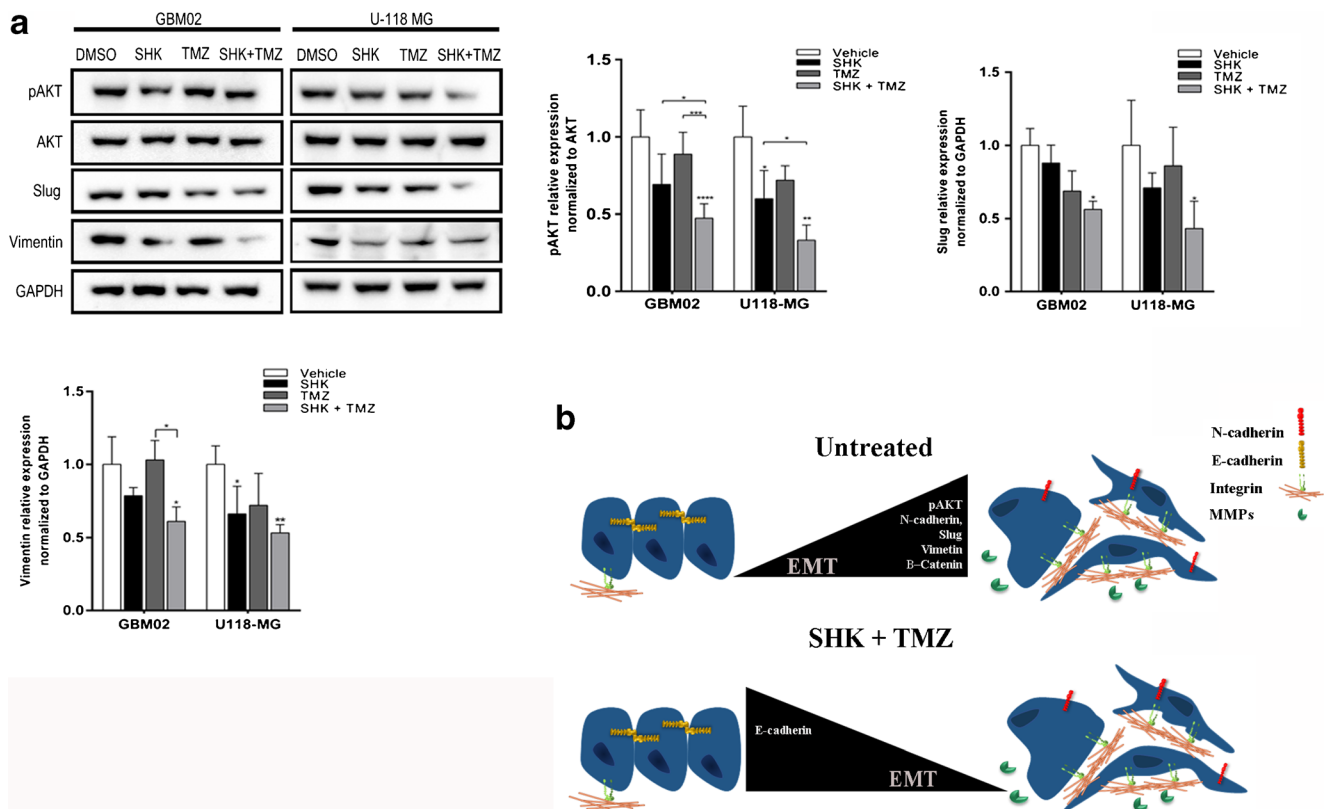 a
GBM02
U-118 MG
DMSO SHK TMZ SHK+TMZ
DMSO SHK TMZ SHK+TMZ
pAKT
AKT
Slug
Vimentin
GAPDH
Vehicle
SHK
TMZ
SHK + TMZ
pAKT relative expression
normalized to AKT
1.5
1.0
0.5
0.0
*
***
****
*
*
**
GBM02
U118-MG
Vehicle
SHK
TMZ
SHK + TMZ
Slug relative expression
normalized to GAPDH
1.5
1.0
0.5
0.0
*
*
GBM02
U118-MG
Vehicle
SHK
TMZ
SHK + TMZ
Vimentin relative expression
normalized to GAPDH
1.5
1.0
0.5
0.0
*
*
*
**
GBM02
U118-MG
b
Untreated
pAKT
N-cadherin,
Slug
Vimetin
B–Catenin
EMT
N-cadherin
E-cadherin
Integrin
MMPs
SHK + TMZ
E-cadherin
EMT